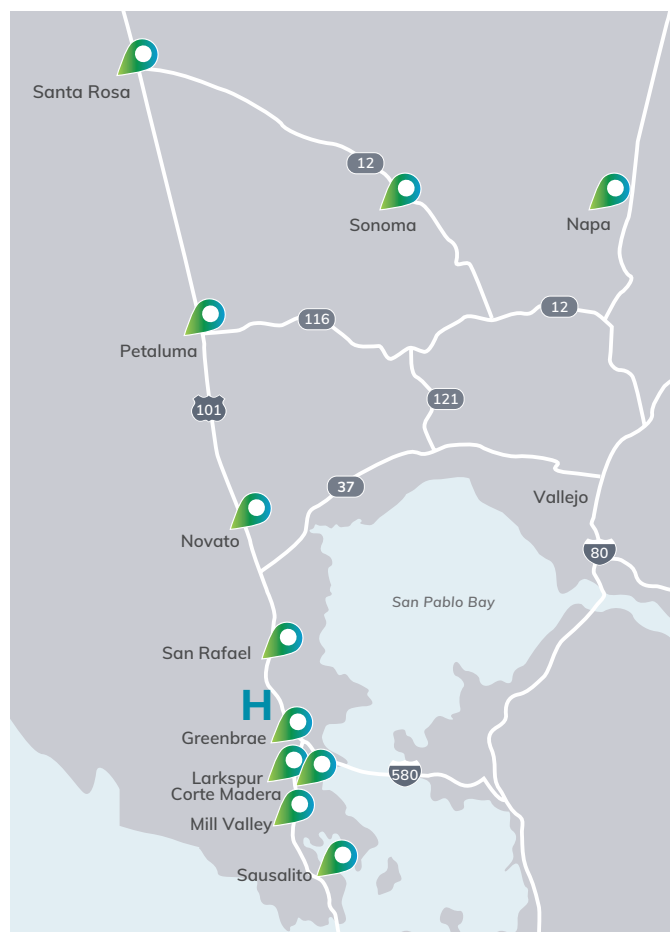 Santa Rosa
12
Sonoma
Napa
12
116
Petaluma
121
101
37
Vallejo
Novato
80
San Pablo Bay
San Rafael
H
Greenbrae
580
Larkspur
Corte Madera
Mill Valley
Sausalito